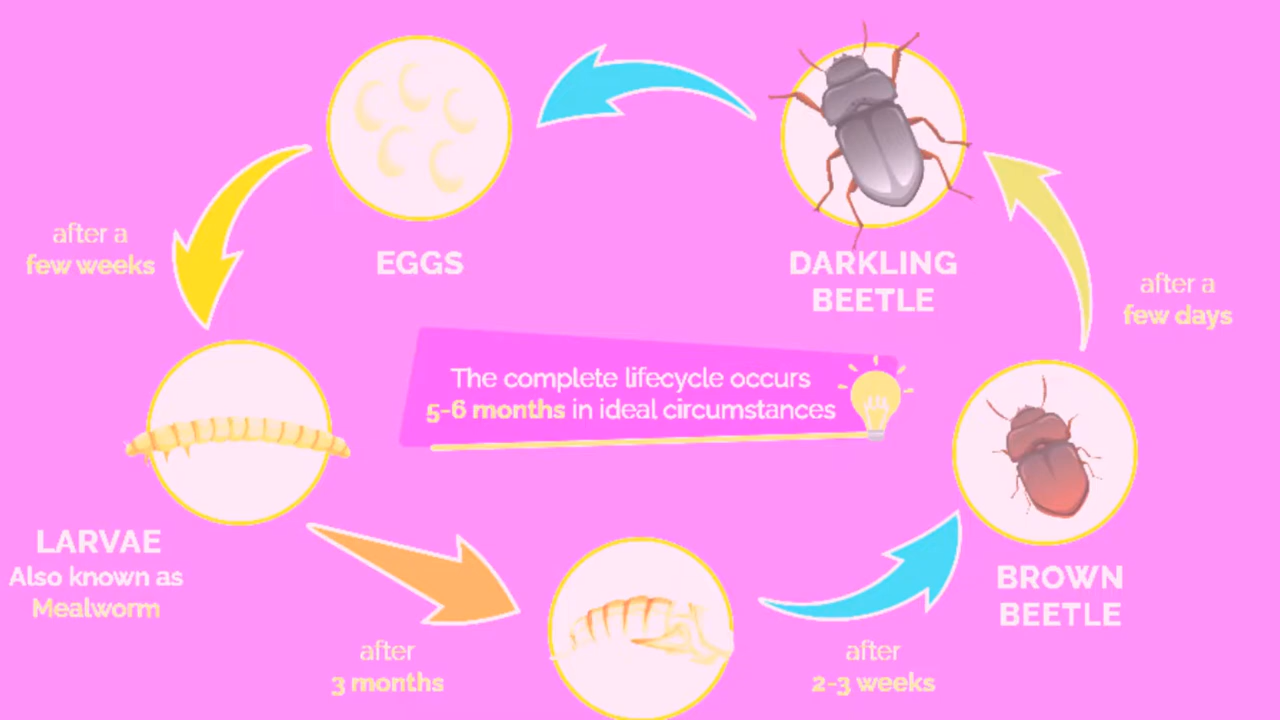 EGGS
DARKLING
BEETLE
after a
few weeks
after a
few days
The complete lifecycle occurs
5-6 months in ideal circumstances
LARVAE
Also known as
Mealworm
BROWN
BEETLE
after
3 months
after
2-3 weeks